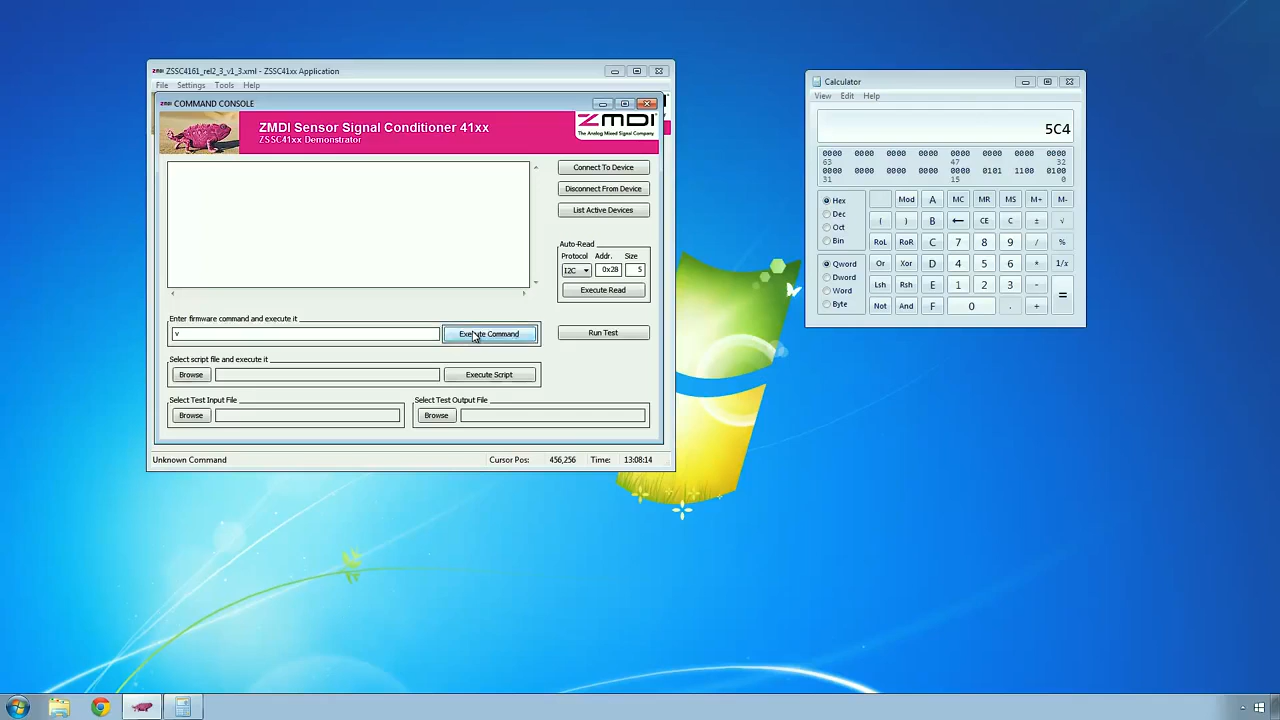 ZMDI ZSSC4161_rel2_3_v1_3.xml - ZSSC41xx Application
File Settings Tools Help
ZMDI COMMAND CONSOLE
ZMDI Sensor Signal Conditioner 41xx
ZSSC41xx Demonstrator
ZMDI
The Analog Mixed Signal Company
Connect To Device
Disconnect From Device
List Active Devices
Auto-Read
Protocol Addr. Size
I2C 0x28 5
Execute Read
Enter firmware command and execute it
v
Execute Command
Run Test
Select script file and execute it
Browse
Execute Script
Select Test Input File
Browse
Select Test Output File
Browse
Unknown Command
Cursor Pos: 456,256 Time: 13:08:14
Calculator
View Edit Help
5C4
0000 0000 0000 0000 0000 0000 0000 0000
63 47 32
0000 0000 0000 0000 0000 0101 1100 0100
31 15 0
Hex Mod A MC MR MS M+ M-
Dec ( ) B ← CE C ± √
Oct
Bin RoL RoR C 7 8 9 / %
Qword Or Xor D 4 5 6 * 1/x
Dword
Word Lsh Rsh E 1 2 3 - =
Byte Not And F 0 . +